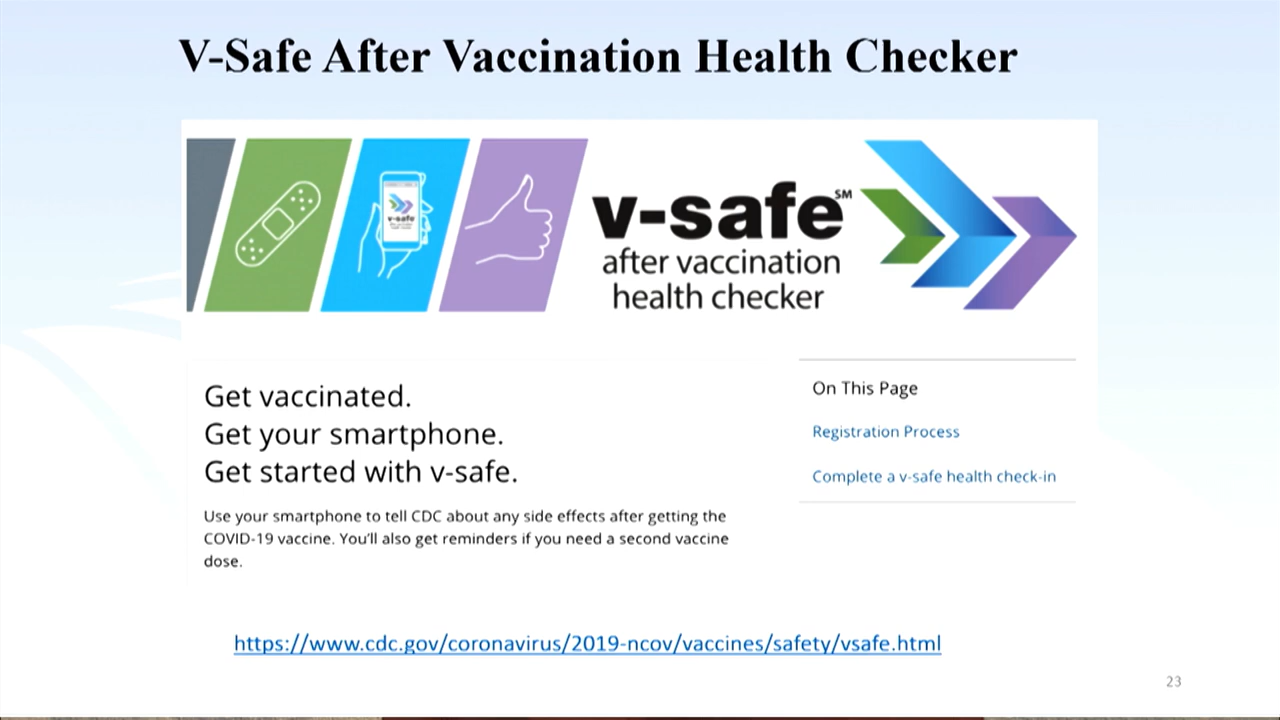 V-Safe After Vaccination Health Checker
v-safe℠
after vaccination
health checker
Get vaccinated.
Get your smartphone.
Get started with v-safe.
Use your smartphone to tell CDC about any side effects after getting the
COVID-19 vaccine. You’ll also get reminders if you need a second vaccine
dose.
On This Page
Registration Process
Complete a v-safe health check-in
https://www.cdc.gov/coronavirus/2019-ncov/vaccines/safety/vsafe.html
23